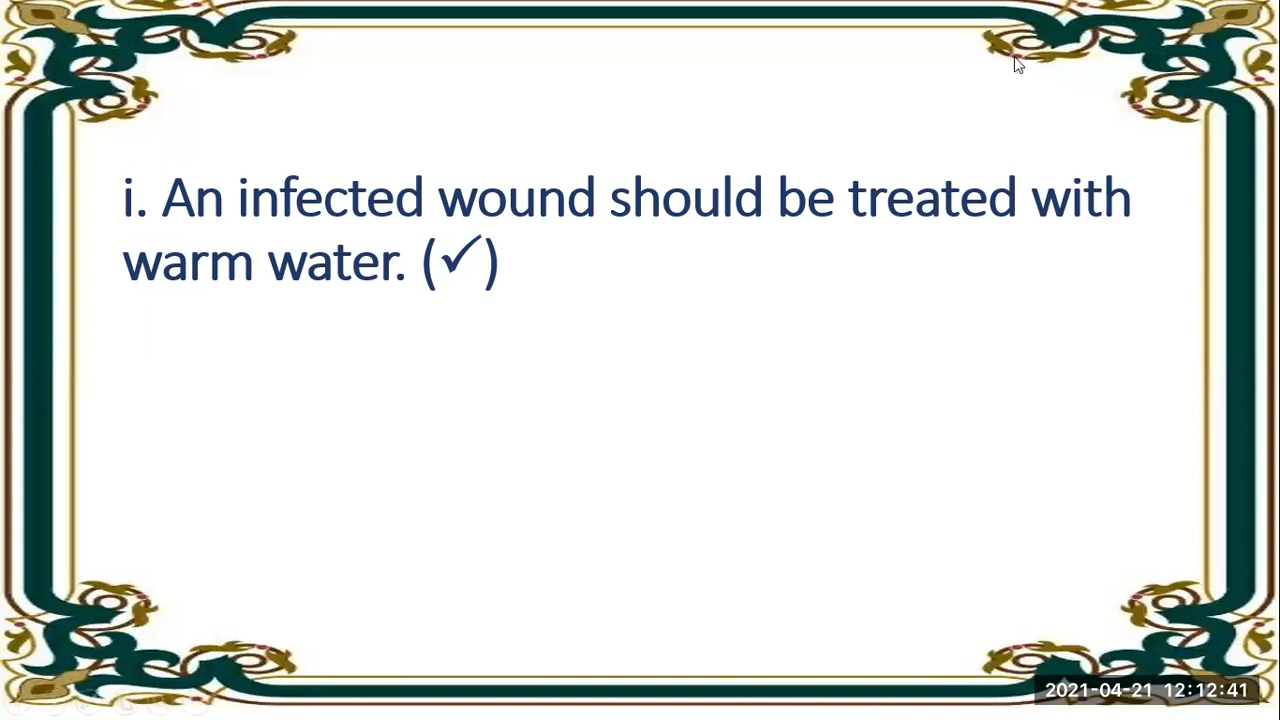 i. An infected wound should be treated with
warm water. (✓)
2021-04-21 12:12:41